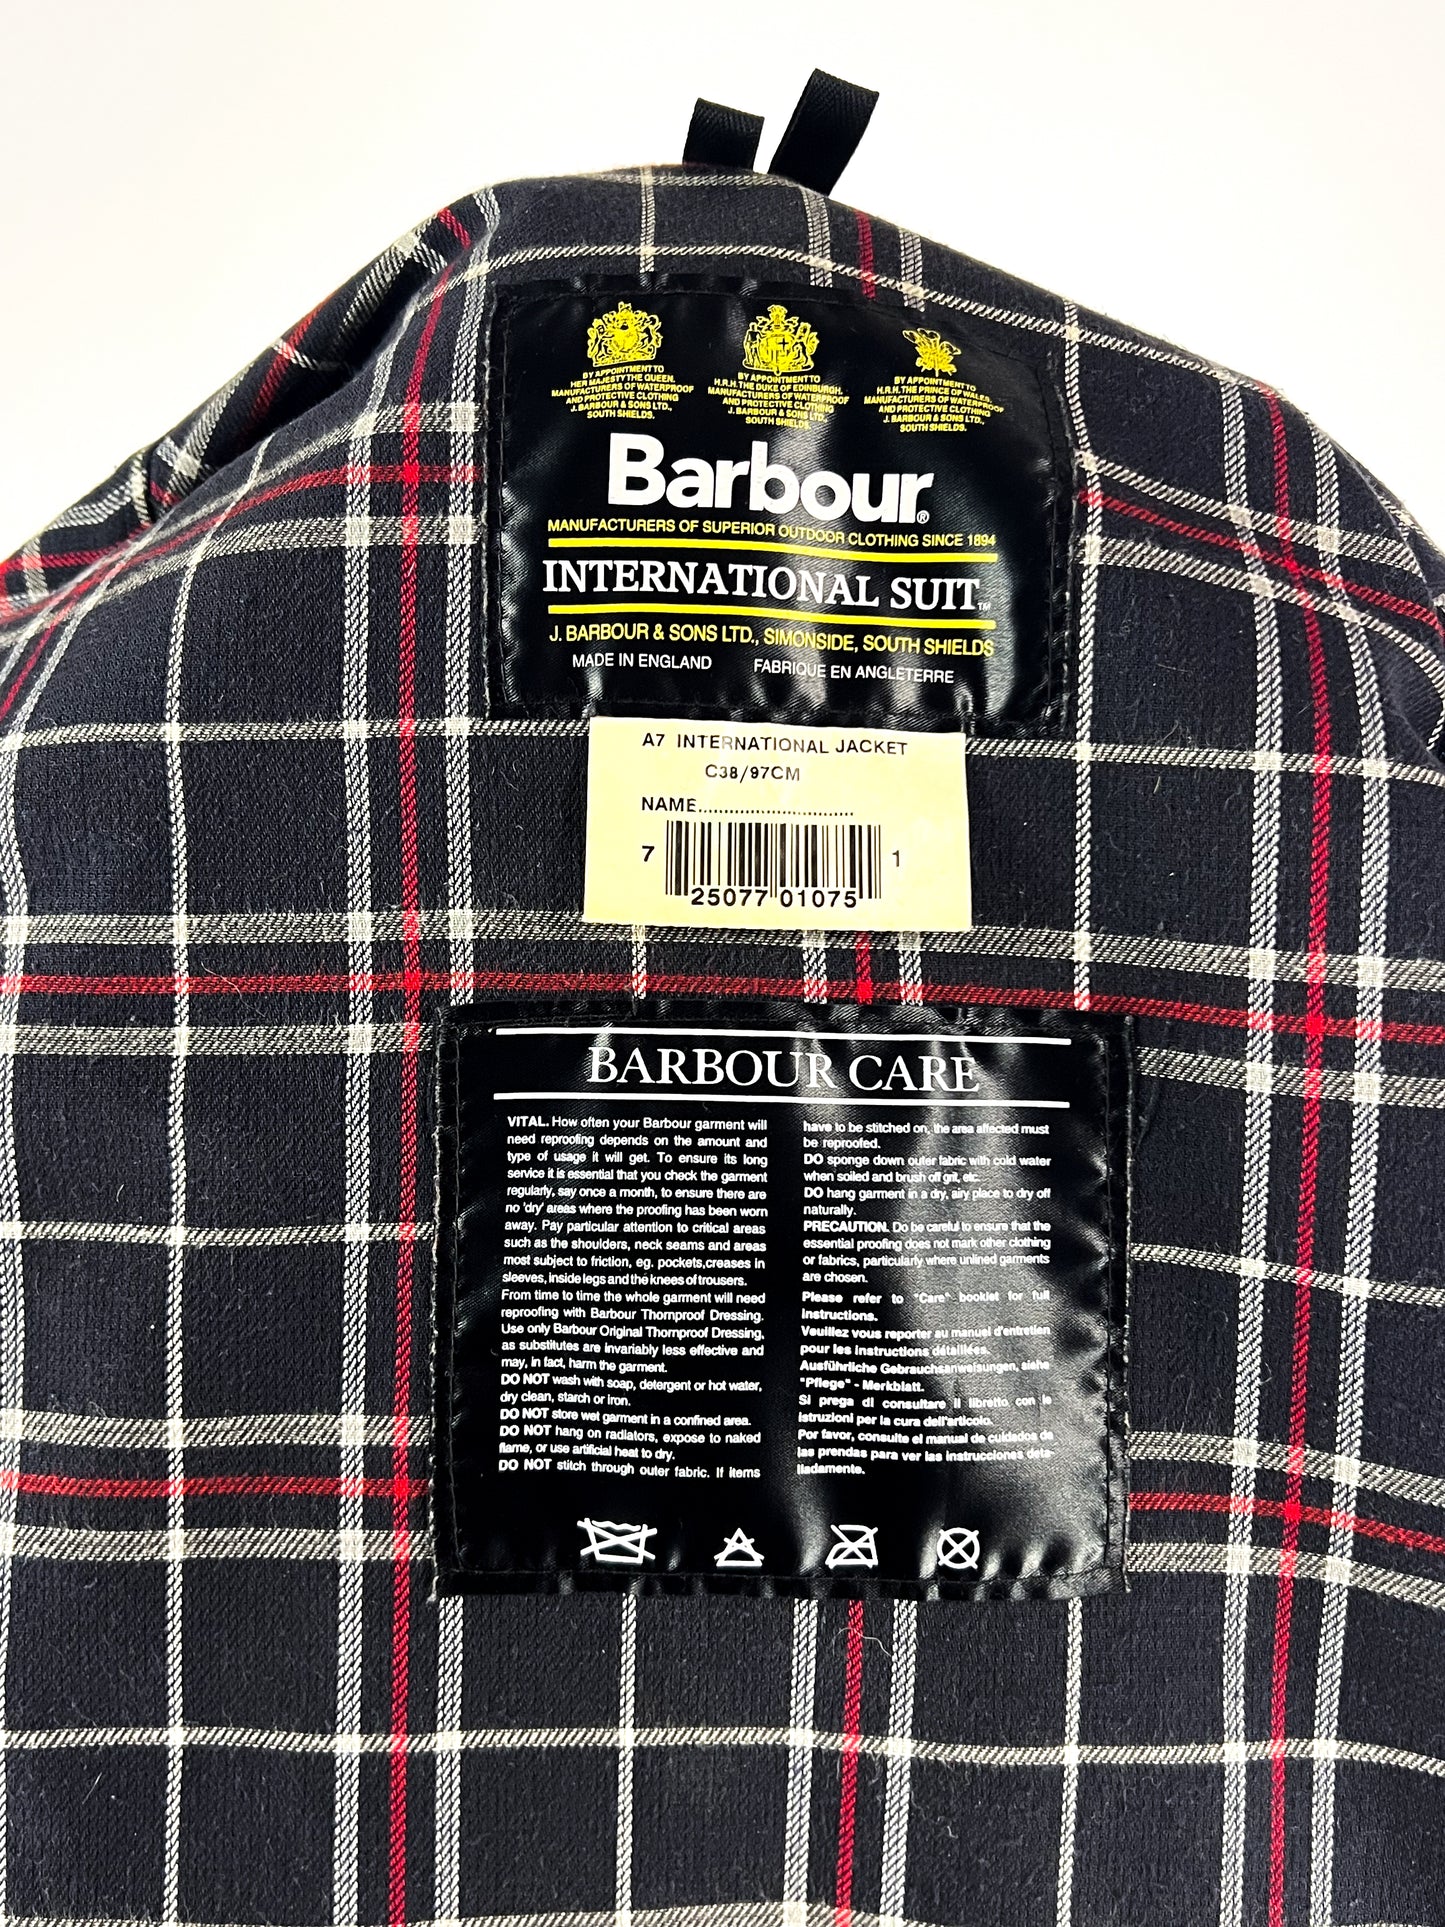 BY APPOINTMENT TO
HER MAJESTY THE QUEEN.
MANUFACTURERS OF WATERPROOF
AND PROTECTIVE CLOTHING
J. BARBOUR & SONS LTD.,
SOUTH SHIELDS.
BY APPOINTMENT TO
H.R.H. THE DUKE OF EDINBURGH.
MANUFACTURERS OF WATERPROOF
AND PROTECTIVE CLOTHING
J. BARBOUR & SONS LTD.,
SOUTH SHIELDS.
BY APPOINTMENT TO
H.R.H. THE PRINCE OF WALES.
MANUFACTURERS OF WATERPROOF
AND PROTECTIVE CLOTHING
J. BARBOUR & SONS LTD.,
SOUTH SHIELDS.
Barbour®
MANUFACTURERS OF SUPERIOR OUTDOOR CLOTHING SINCE 1894
INTERNATIONAL SUIT™
J. BARBOUR & SONS LTD., SIMONSIDE, SOUTH SHIELDS
MADE IN ENGLAND FABRIQUE EN ANGLETERRE
A7 INTERNATIONAL JACKET
C38/97CM
NAME..............................
7 25077 01075 1
BARBOUR CARE
VITAL. How often your Barbour garment will
need reproofing depends on the amount and
type of usage it will get. To ensure its long
service it is essential that you check the garment
regularly, say once a month, to ensure there are
no 'dry' areas where the proofing has been worn
away. Pay particular attention to critical areas
such as the shoulders, neck seams and areas
most subject to friction, eg. pockets,creases in
sleeves, inside legs and the knees of trousers.
From time to time the whole garment will need
reproofing with Barbour Thornproof Dressing.
Use only Barbour Original Thornproof Dressing,
as substitutes are invariably less effective and
may, in fact, harm the garment.
DO NOT wash with soap, detergent or hot water,
dry clean, starch or iron.
DO NOT store wet garment in a confined area.
DO NOT hang on radiators, expose to naked
flame, or use artificial heat to dry.
DO NOT stitch through outer fabric. If items
have to be stitched on, the area affected must
be reproofed.
DO sponge down outer fabric with cold water
when soiled and brush off grit, etc.
DO hang garment in a dry, airy place to dry off
naturally.
PRECAUTION. Do be careful to ensure that the
essential proofing does not mark other clothing
or fabrics, particularly where unlined garments
are chosen.
Please refer to "Care" booklet for full
instructions.
Veuillez vous reporter au manuel d'entretien
pour les instructions détaillées.
Ausführliche Gebrauchsanweisungen, siehe
"Pflege" - Merkblatt.
Si prega di consultare il libretto con le
istruzioni per la cura dell'articolo.
Por favor, consulte el manual de cuidados de
las prendas para ver las instrucciones deta-
lladamente.